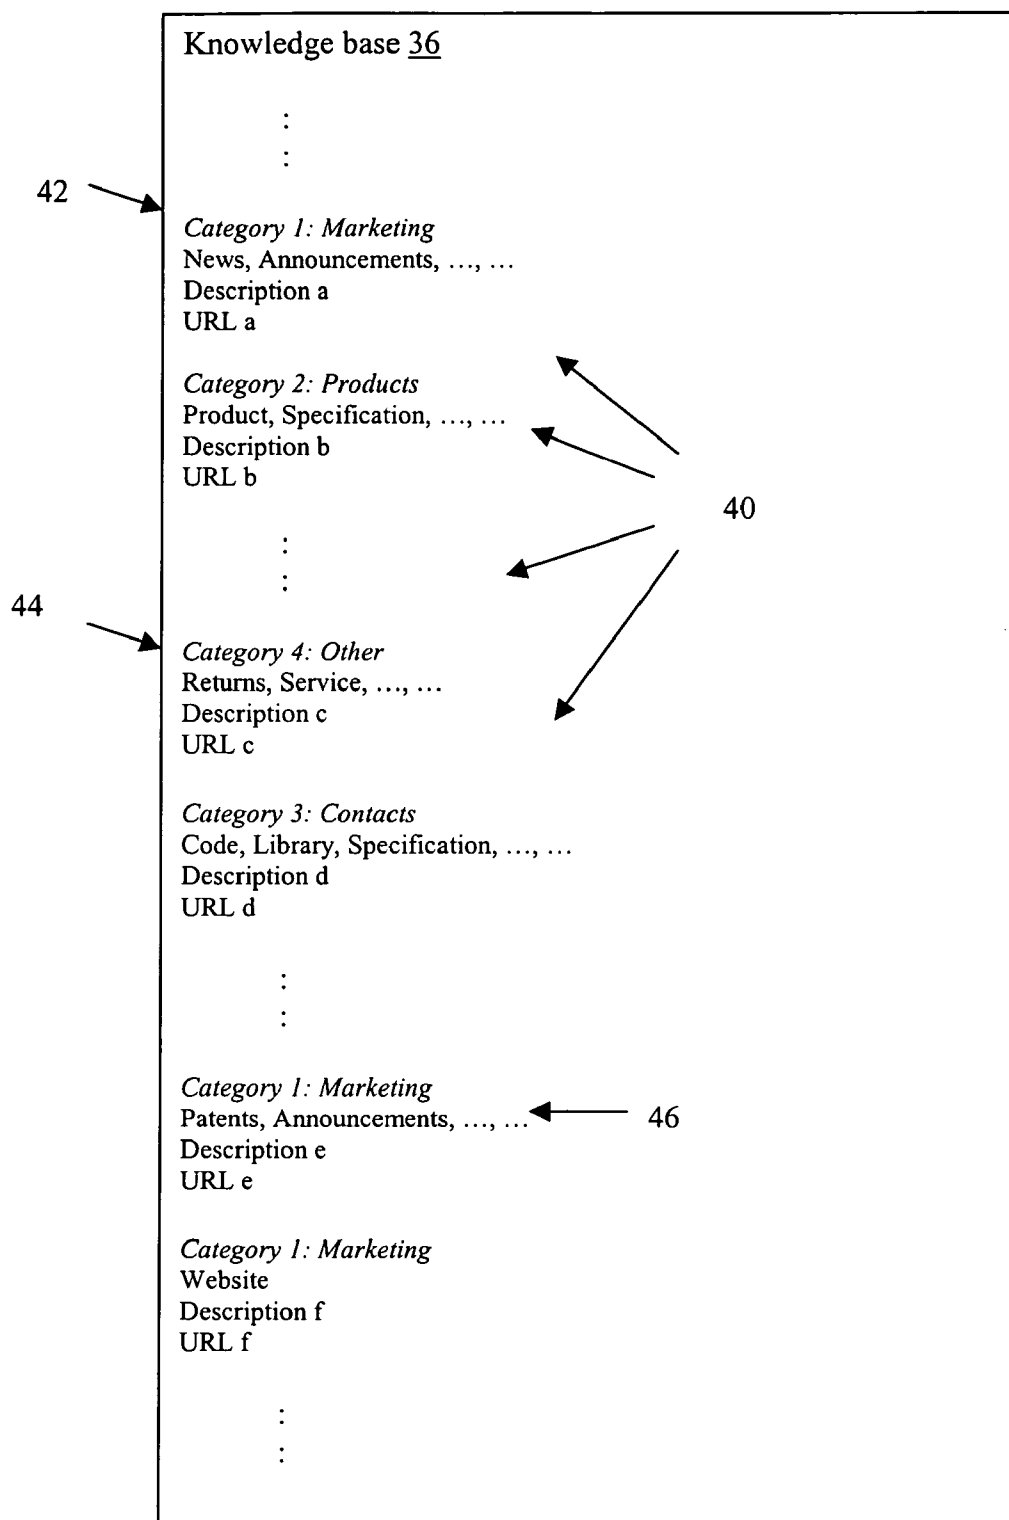 Knowledge base 36
:
:
42
Category 1: Marketing
News, Announcements, …, …
Description a
URL a
Category 2: Products
Product, Specification, …, …
Description b
URL b
40
:
:
44
Category 4: Other
Returns, Service, …, …
Description c
URL c
Category 3: Contacts
Code, Library, Specification, …, …
Description d
URL d
:
:
Category 1: Marketing
Patents, Announcements, …, …
46
Description e
URL e
Category 1: Marketing
Website
Description f
URL f
:
: